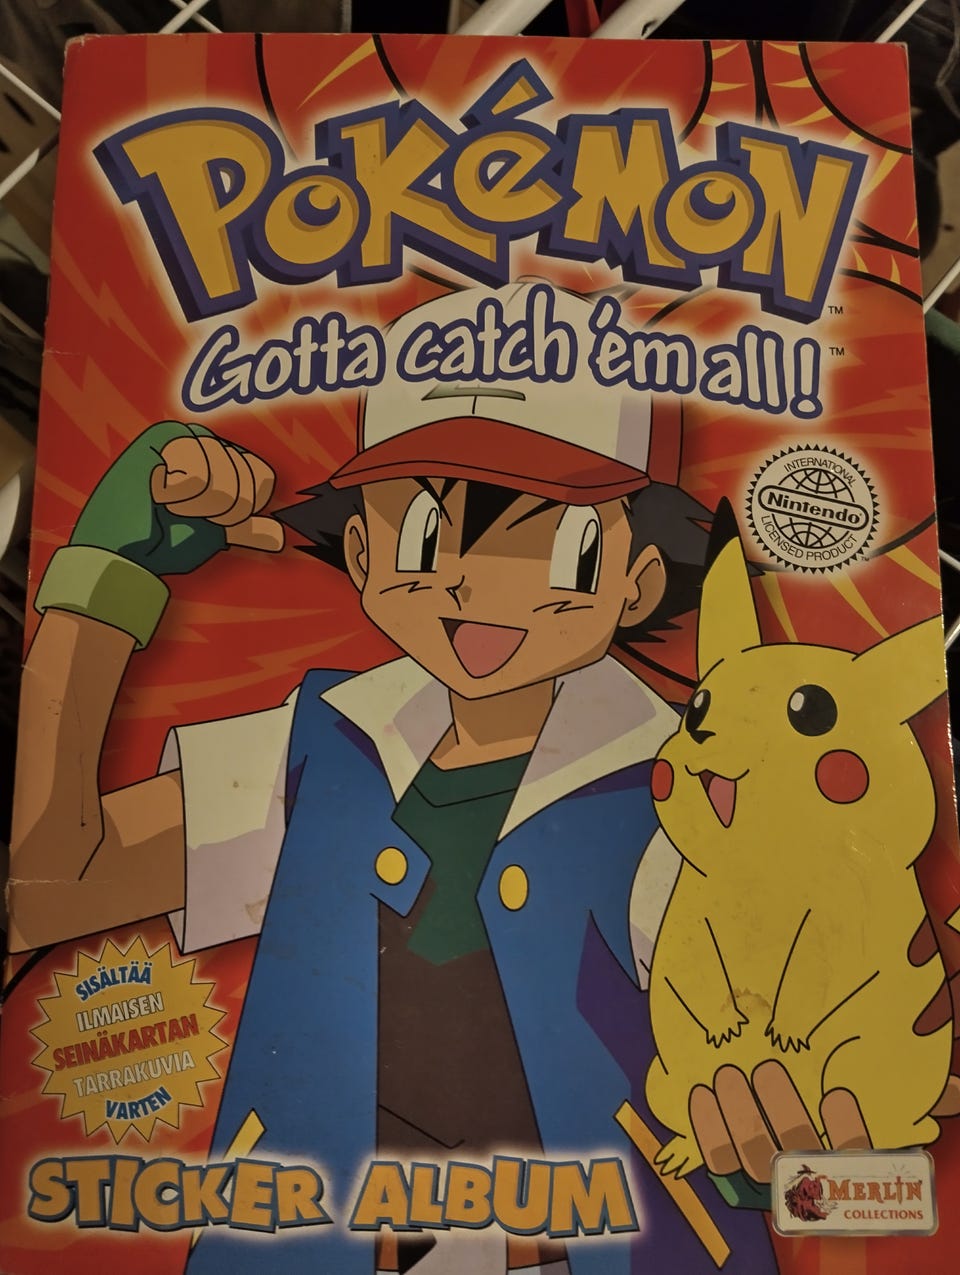 POKéMON
™
Gotta catch 'em all!
™
INTERNATIONAL
Nintendo
LICENSED PRODUCT
™
SISÄLTÄÄ
ILMAISEN
SEINÄKARTAN
TARRAKUVIA
VARTEN
STICKER ALBUM
MERLIN
COLLECTIONS